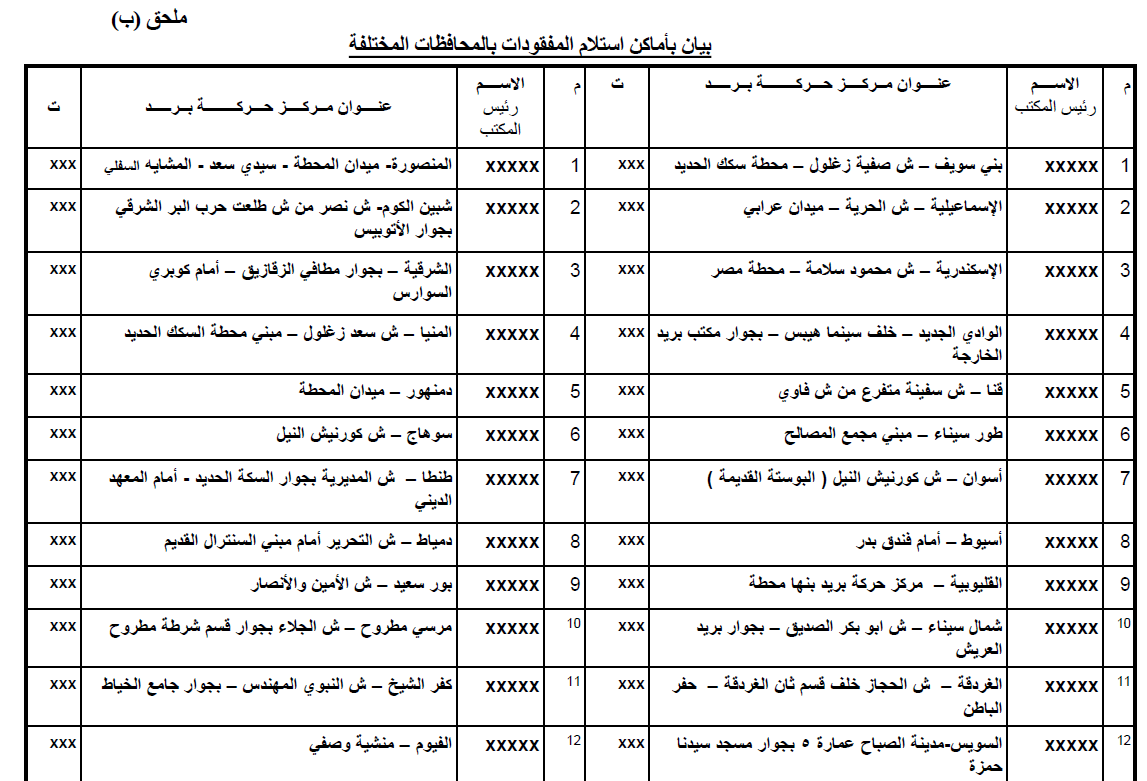 ملحق (ب)
بيان بأماكن استلام المفقودات بالمحافظات المختلفة
م الاســـم رئيس المكتب عنـــوان مـركـــز حـركــــــة بــريـــد ت م الاســـم رئيس المكتب عنـــوان مـركـــز حـركــــــة بــريـــد ت
1 xxxxx بني سويف – ش صفية زغلول – محطة سكك الحديد xxx 1 xxxxx المنصورة- ميدان المحطة - سيدي سعد - المشايه السفلي xxx
2 xxxxx الإسماعيلية – ش الحرية – ميدان عرابي xxx 2 xxxxx شبين الكوم- ش نصر من ش طلعت حرب البر الشرقي بجوار الأتوبيس xxx
3 xxxxx الإسكندرية – ش محمود سلامة – محطة مصر xxx 3 xxxxx الشرقية – بجوار مطافي الزقازيق – أمام كوبري السوارس xxx
4 xxxxx الوادي الجديد – خلف سينما هيبس – بجوار مكتب بريد الخارجة xxx 4 xxxxx المنيا – ش سعد زغلول – مبني محطة السكك الحديد xxx
5 xxxxx قنا – ش سفينة متفرع من ش فاوي xxx 5 xxxxx دمنهور – ميدان المحطة xxx
6 xxxxx طور سيناء – مبني مجمع المصالح xxx 6 xxxxx سوهاج – ش كورنيش النيل xxx
7 xxxxx أسوان – ش كورنيش النيل ( البوستة القديمة ) xxx 7 xxxxx طنطا – ش المديرية بجوار السكة الحديد - أمام المعهد الديني xxx
8 xxxxx أسيوط – أمام فندق بدر xxx 8 xxxxx دمياط – ش التحرير أمام مبني السنترال القديم xxx
9 xxxxx القليوبية – مركز حركة بريد بنها محطة xxx 9 xxxxx بور سعيد – ش الأمين والأنصار xxx
10 xxxxx شمال سيناء – ش ابو بكر الصديق – بجوار بريد العريش xxx 10 xxxxx مرسي مطروح – ش الجلاء بجوار قسم شرطة مطروح xxx
11 xxxxx الغردقة – ش الحجاز خلف قسم ثان الغردقة – حفر الباطن xxx 11 xxxxx كفر الشيخ – ش النبوي المهندس – بجوار جامع الخياط xxx
12 xxxxx السويس-مدينة الصباح عمارة ٥ بجوار مسجد سيدنا حمزة xxx 12 xxxxx الفيوم – منشية وصفي xxx